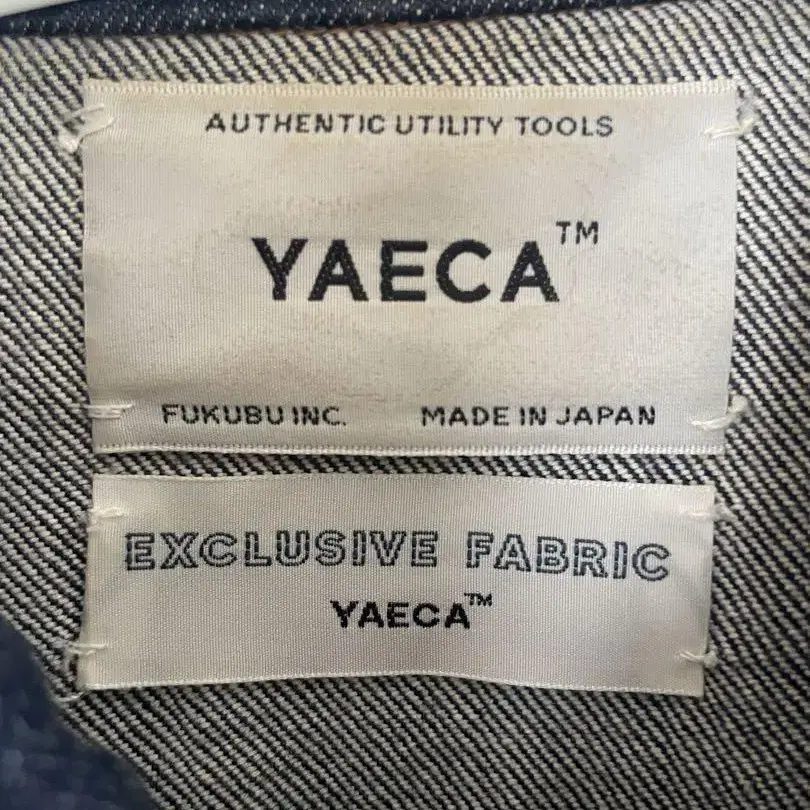 AUTHENTIC UTILITY TOOLS
YAECA™
FUKUBU INC. MADE IN JAPAN
EXCLUSIVE FABRIC
YAECA™